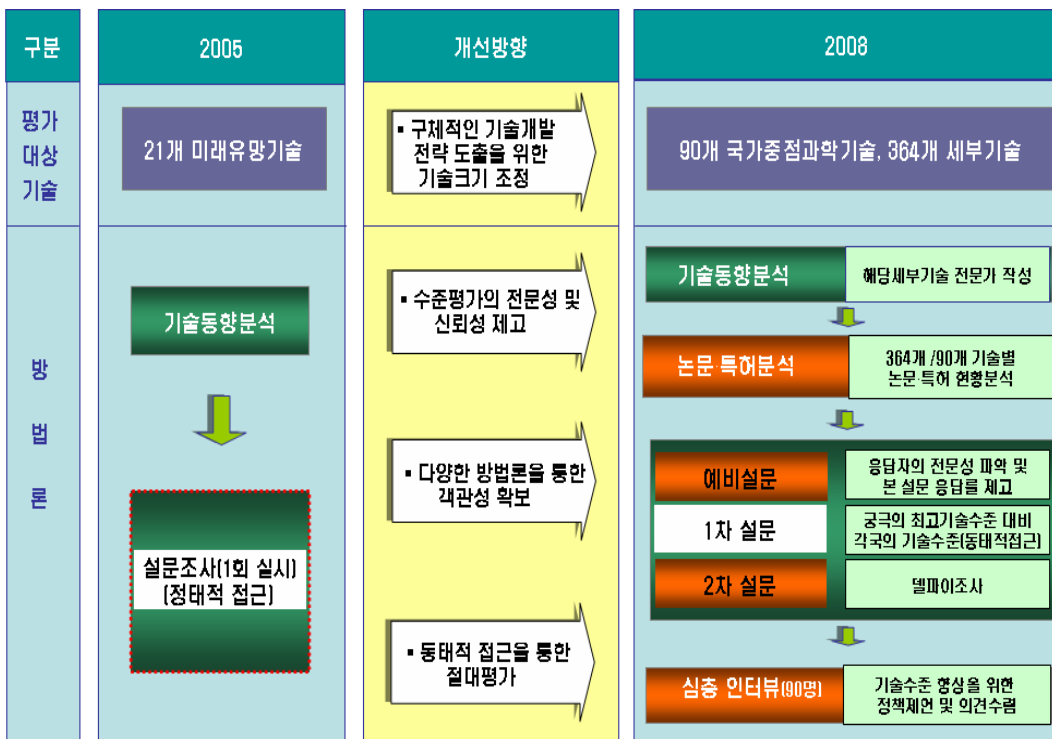 구분
2005
개선방향
2008
평가
대상
기술
21개 미래유망기술
▪ 구체적인 기술개발
전략 도출을 위한
기술크기 조정
90개 국가중점과학기술, 364개 세부기술
방
법
론
기술동향분석
설문조사(1회 실시)
(정태적 접근)
▪ 수준평가의 전문성 및
신뢰성 제고
▪ 다양한 방법론을 통한
객관성 확보
▪ 동태적 접근을 통한
절대평가
기술동향분석
해당세부기술 전문가 작성
논문·특허분석
364개 /90개 기술별
논문·특허 현황분석
예비설문
응답자의 전문성 파악 및
본 설문 응답률 제고
1차 설문
궁극의 최고기술수준 대비
각국의 기술수준(동태적접근)
2차 설문
델파이조사
심층 인터뷰(90명)
기술수준 향상을 위한
정책제언 및 의견수렴